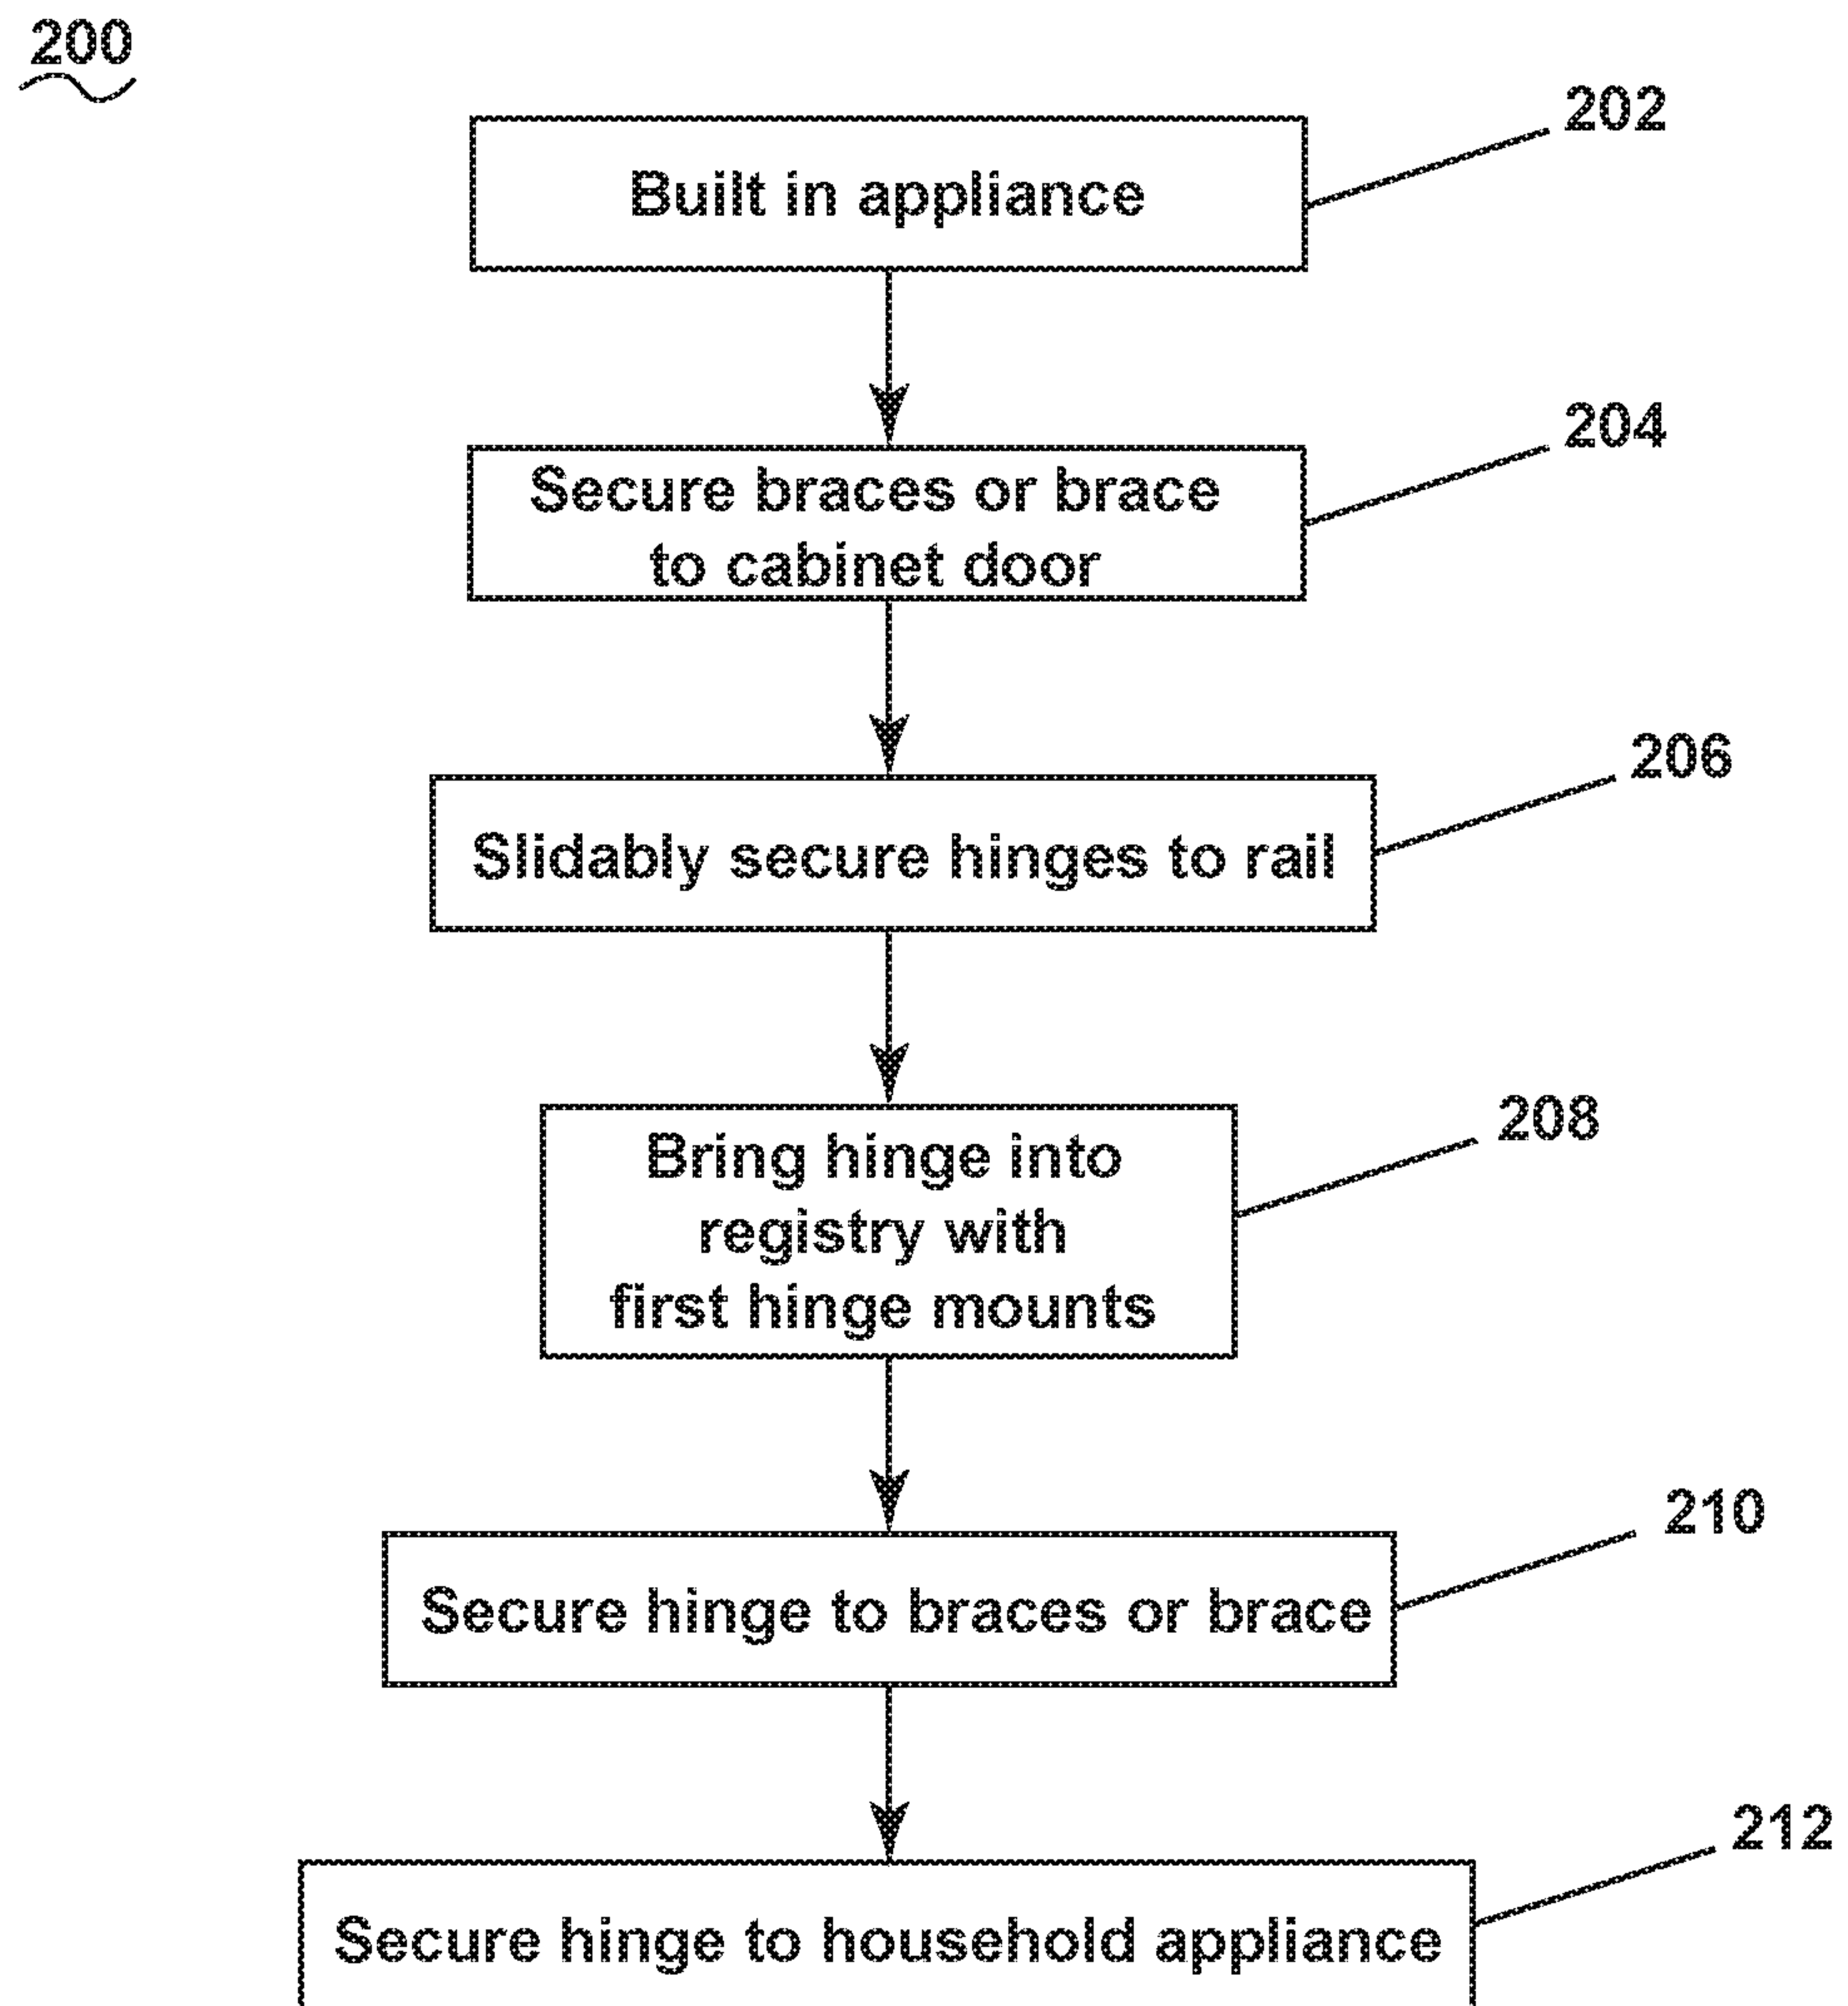 200
202
Built in appliance
204
Secure braces or brace
to cabinet door
206
Slidably secure hinges to rail
208
Bring hinge into
registry with
first hinge mounts
210
Secure hinge to braces or brace
212
Secure hinge to household appliance